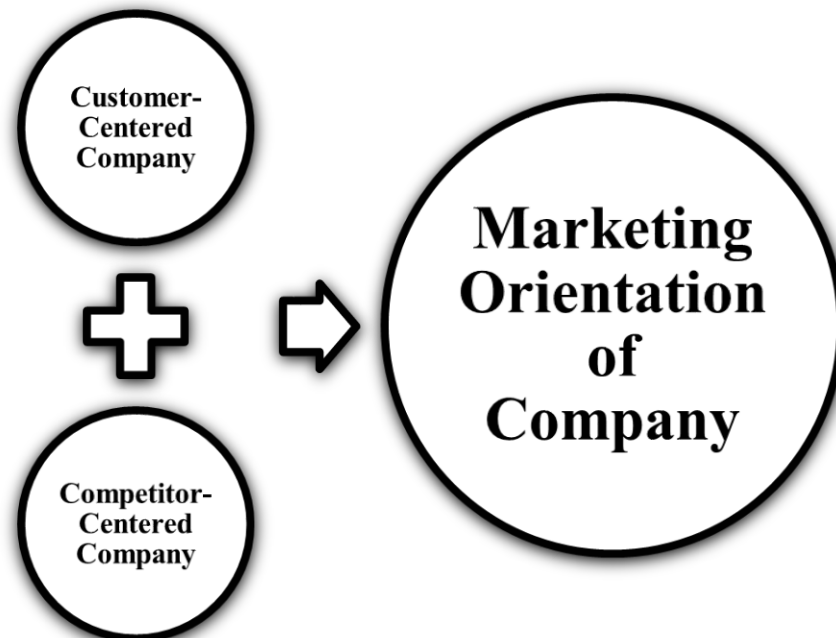 Customer-
Centered
Company
Competitor-
Centered
Company
Marketing
Orientation
of
Company